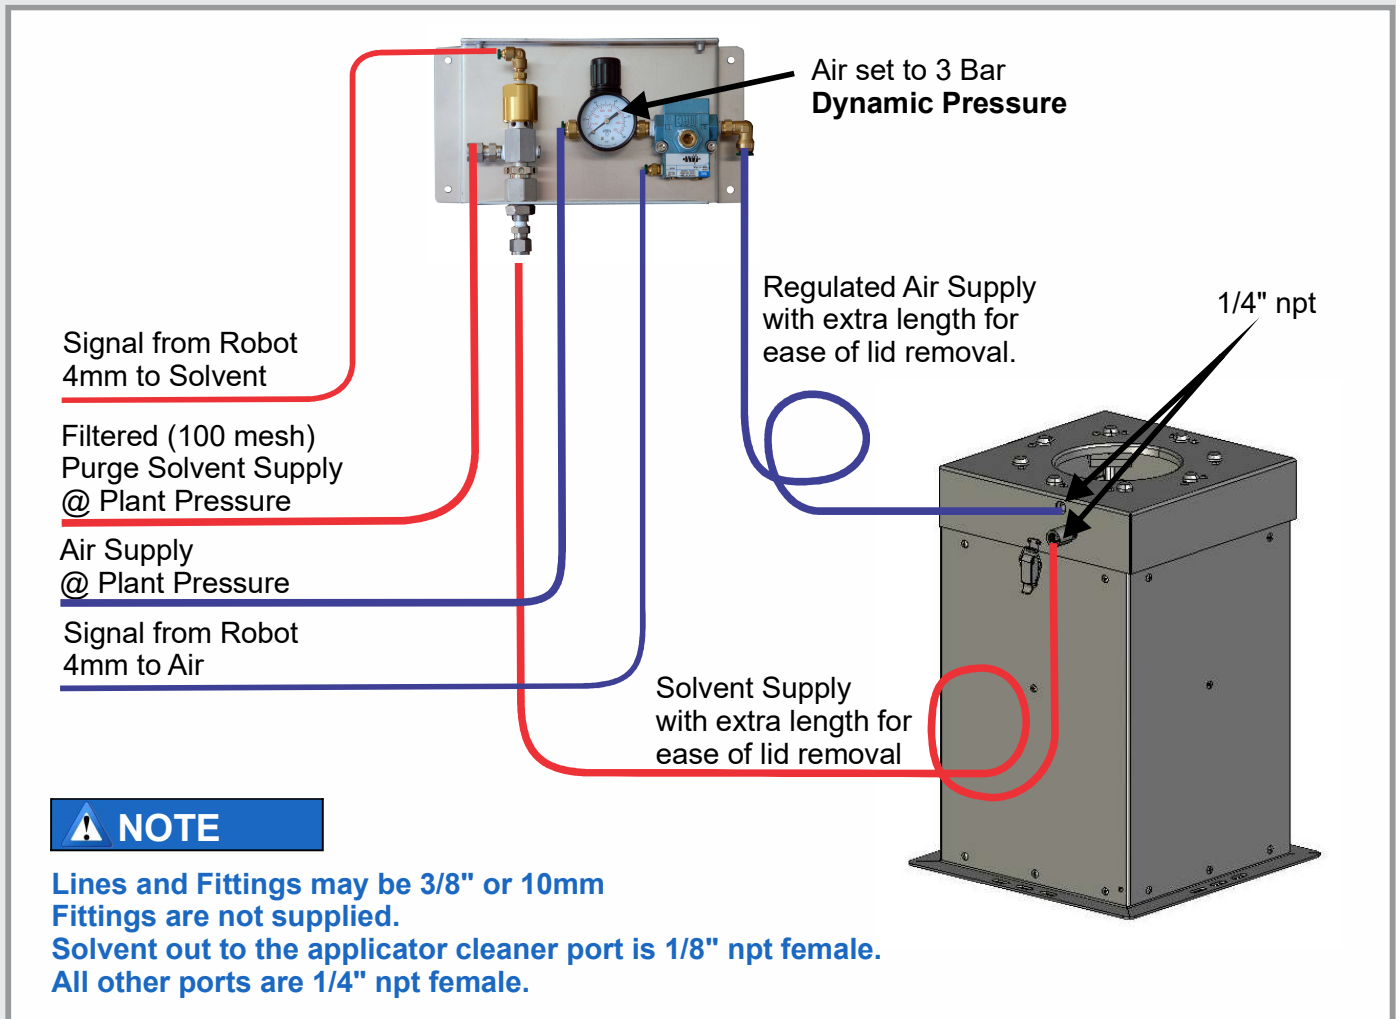 Air set to 3 Bar
Dynamic Pressure
Regulated Air Supply
with extra length for
ease of lid removal.
1/4" npt
Signal from Robot
4mm to Solvent
Filtered (100 mesh)
Purge Solvent Supply
@ Plant Pressure
Air Supply
@ Plant Pressure
Signal from Robot
4mm to Air
Solvent Supply
with extra length for
ease of lid removal
NOTE
Lines and Fittings may be 3/8" or 10mm
Fittings are not supplied.
Solvent out to the applicator cleaner port is 1/8" npt female.
All other ports are 1/4" npt female.